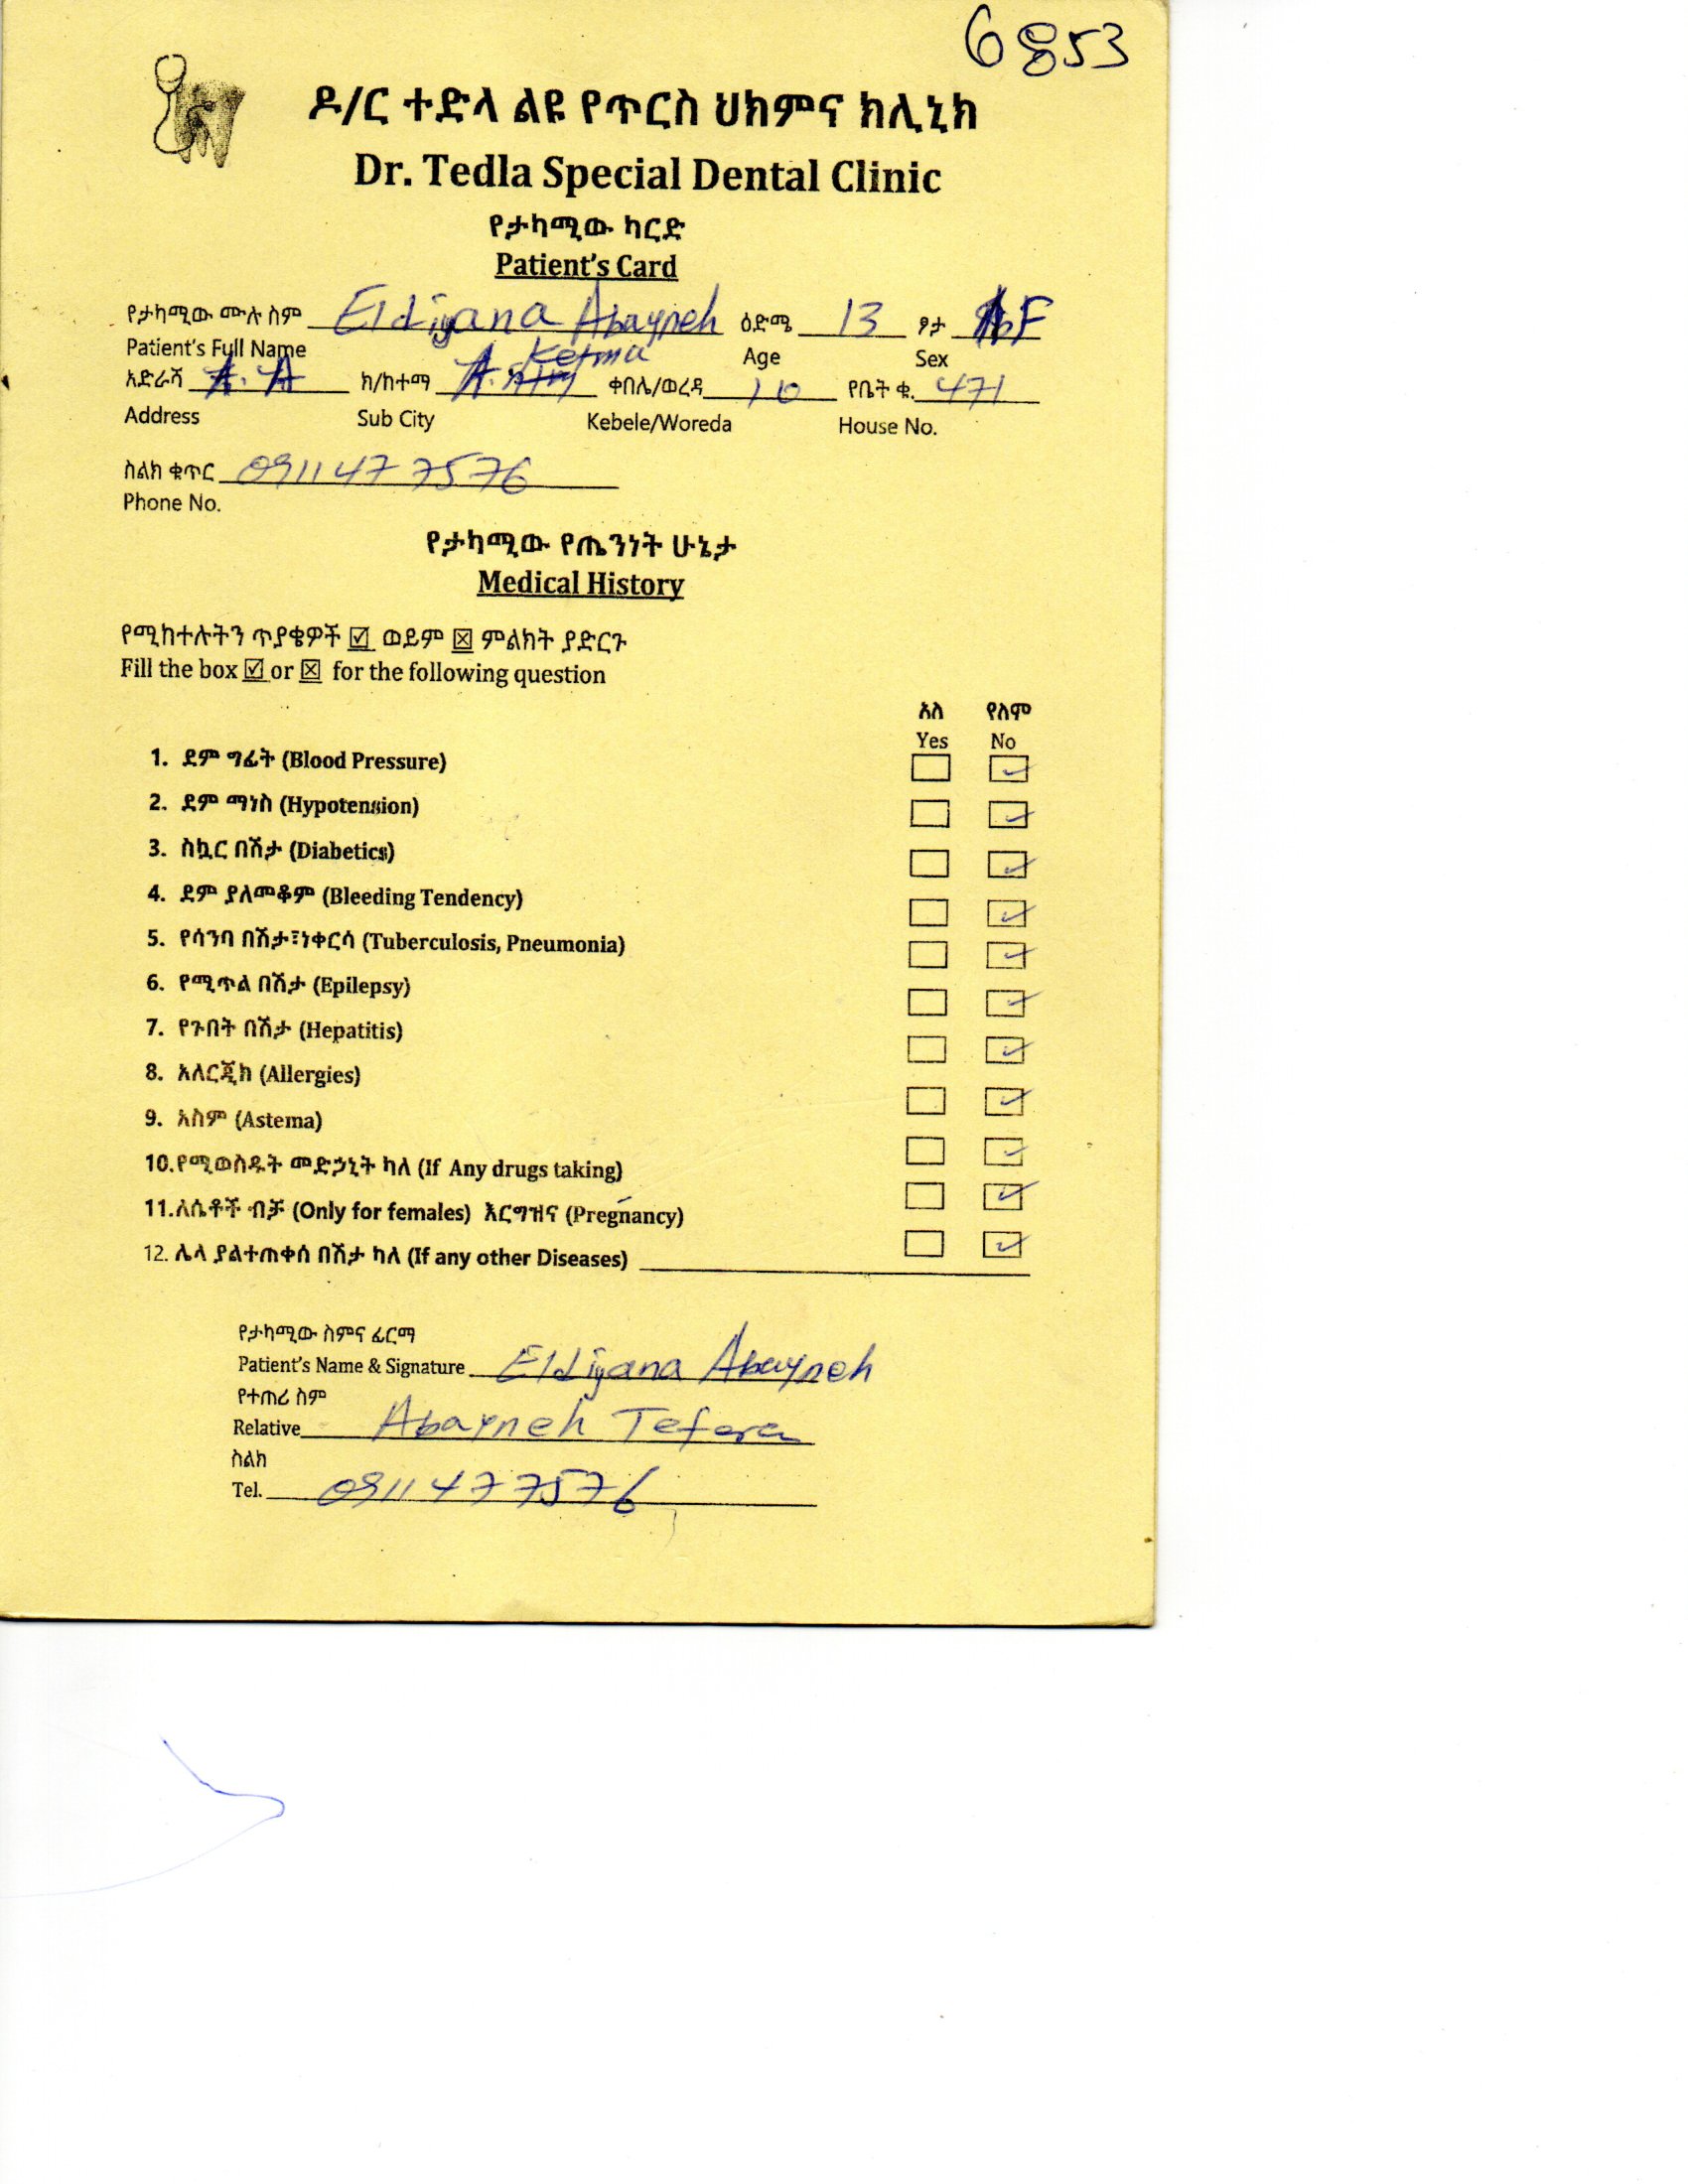 6853
ዶ/ር ተድላ ልዩ የጥርስ ህክምና ክሊኒክ
Dr. Tedla Special Dental Clinic
የታካሚው ካርድ
Patient's Card
የታካሚው ሙሉ ስም Eldiyana Abayneh ዕድሜ 13 ፆታ F
Patient's Full Name Age Sex
አድራሻ A.A ክ/ከተማ A. Ketma ቀበሌ/ወረዳ 10 የቤት ቁ. 471
Address Sub City Kebele/Woreda House No.
ስልክ ቁጥር 0911477576
Phone No.
የታካሚው የጤንነት ሁኔታ
Medical History
የሚከተሉትን ጥያቄዎች ☑ ወይም ☒ ምልክት ያድርጉ
Fill the box ☑ or ☒ for the following question
አለ የለም
Yes No
1. ደም ግፊት (Blood Pressure)
2. ደም ማነስ (Hypotension)
3. ስኳር በሽታ (Diabetics)
4. ደም ያለመቆም (Bleeding Tendency)
5. የሳንባ በሽታ፣ነቀርሳ (Tuberculosis, Pneumonia)
6. የሚጥል በሽታ (Epilepsy)
7. የጉበት በሽታ (Hepatitis)
8. አለርጂክ (Allergies)
9. አስም (Astema)
10.የሚወስዱት መድኃኒት ካለ (If Any drugs taking)
11.ለሴቶች ብቻ (Only for females) እርግዝና (Pregnancy)
12. ሌላ ያልተጠቀሰ በሽታ ካለ (If any other Diseases)
የታካሚው ስምና ፊርማ
Patient's Name & Signature Eldiyana Abayneh
የተጠሪ ስም
Relative Abayneh Tefera
ስልክ
Tel. 0911477576